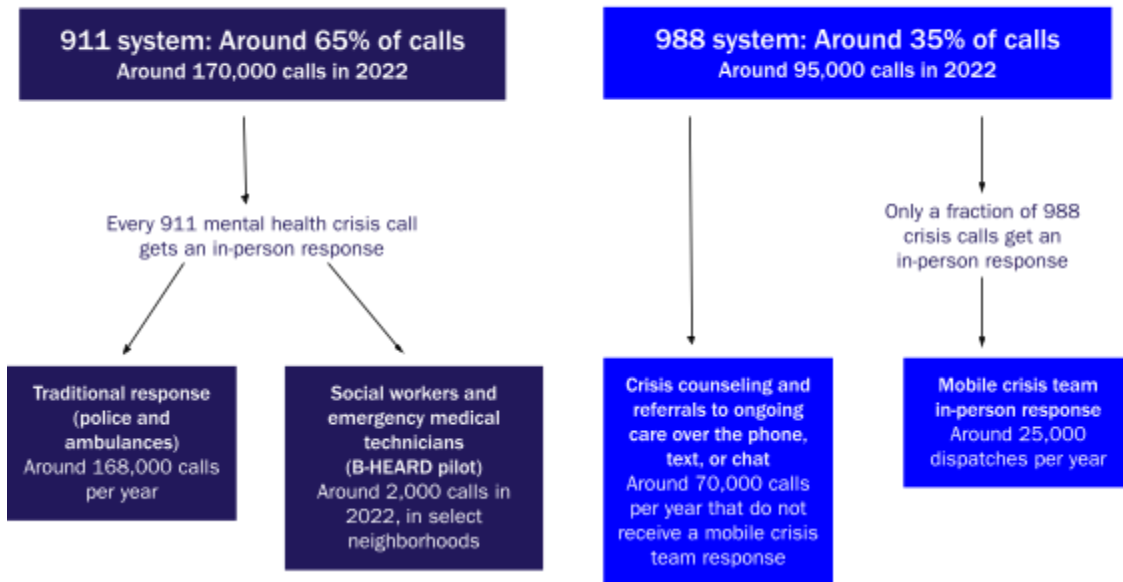 911 system: Around 65% of calls
Around 170,000 calls in 2022
988 system: Around 35% of calls
Around 95,000 calls in 2022
Every 911 mental health crisis call
gets an in-person response
Only a fraction of 988
crisis calls get an
in-person response
Traditional response
(police and
ambulances)
Around 168,000 calls
per year
Social workers and
emergency medical
technicians
(B-HEARD pilot)
Around 2,000 calls in
2022, in select
neighborhoods
Crisis counseling and
referrals to ongoing
care over the phone,
text, or chat
Around 70,000 calls
per year that do not
receive a mobile crisis
team response
Mobile crisis team
in-person response
Around 25,000
dispatches per year